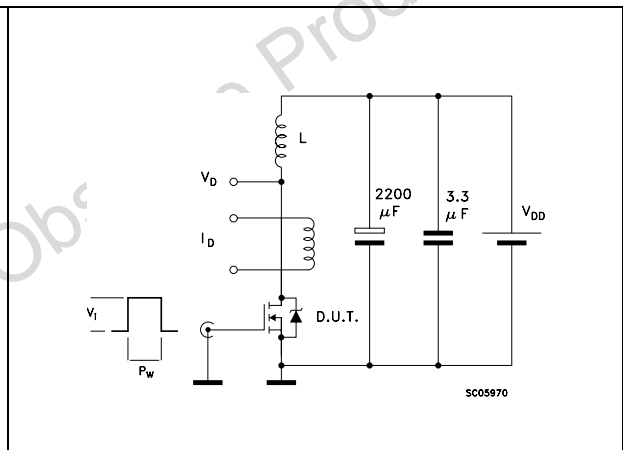 L
V_D
2200
μF
3.3
μF
V_DD
I_D
V_i
D.U.T.
P_W
SC05970